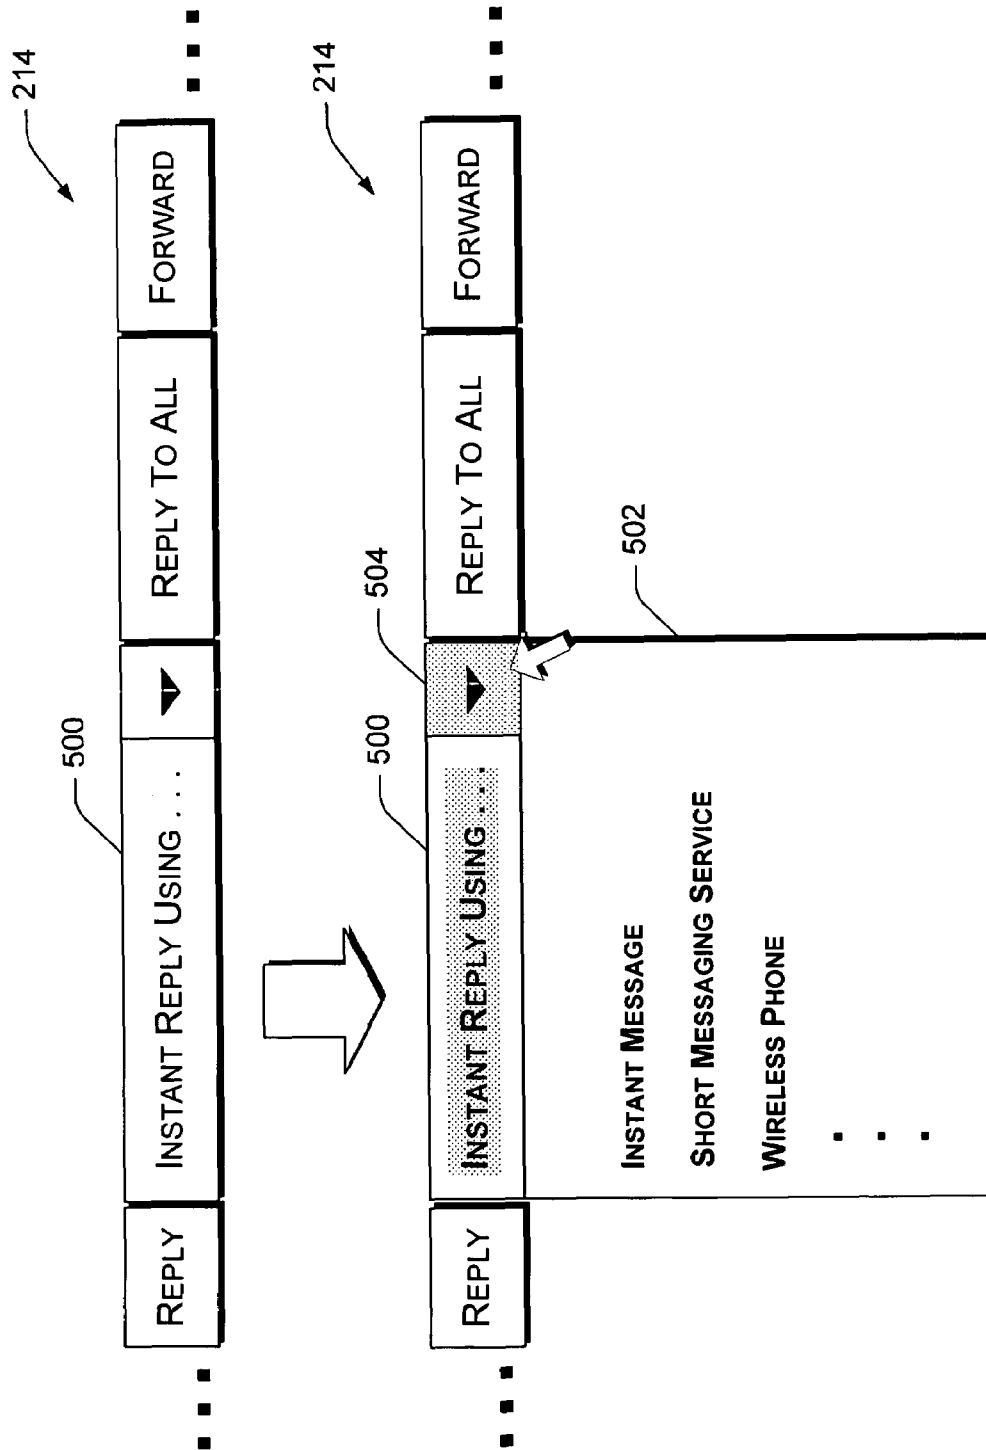 214
500
REPLY INSTANT REPLY USING . . . REPLY TO ALL FORWARD
214
500 504
REPLY INSTANT REPLY USING . . . REPLY TO ALL FORWARD
502
INSTANT MESSAGE
SHORT MESSAGING SERVICE
WIRELESS PHONE